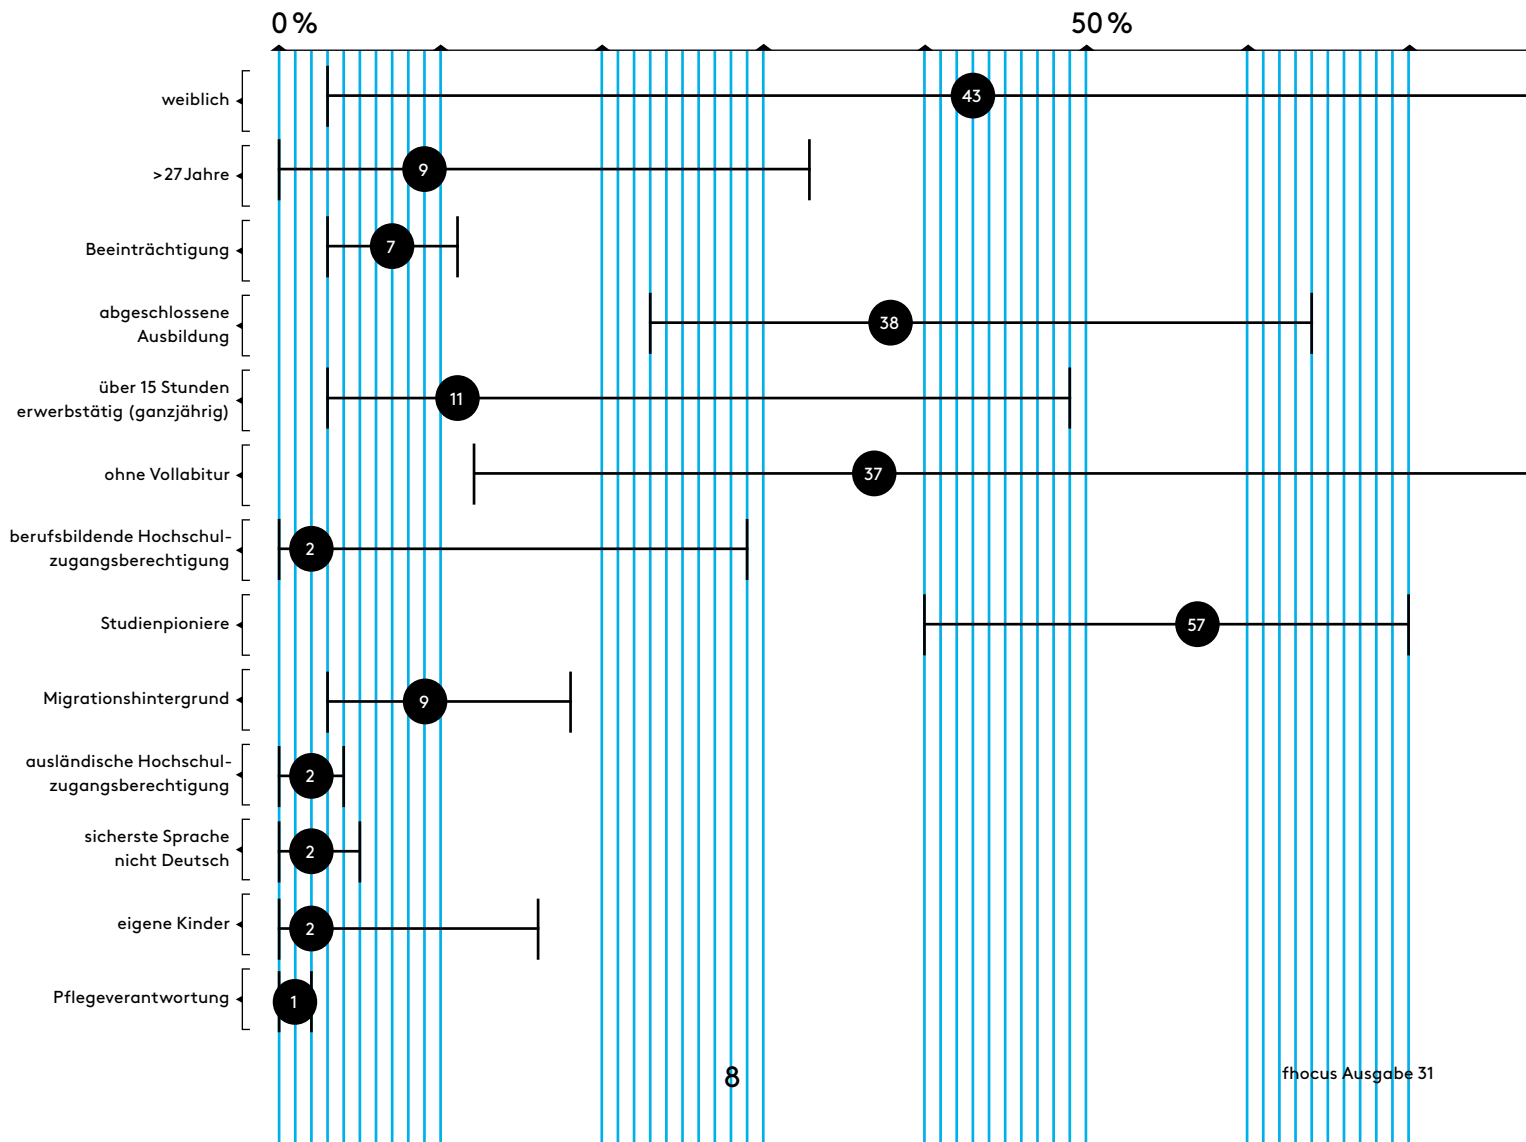 0 % 50 %
weiblich 43
>27 Jahre 9
Beeinträchtigung 7
abgeschlossene
Ausbildung 38
über 15 Stunden
erwerbstätig (ganzjährig) 11
ohne Vollabitur 37
berufsbildende Hochschul-
zugangsberechtigung 2
Studienpioniere 57
Migrationshintergrund 9
ausländische Hochschul-
zugangsberechtigung 2
sicherste Sprache
nicht Deutsch 2
eigene Kinder 2
Pflegeverantwortung 1
8 fhocus Ausgabe 31